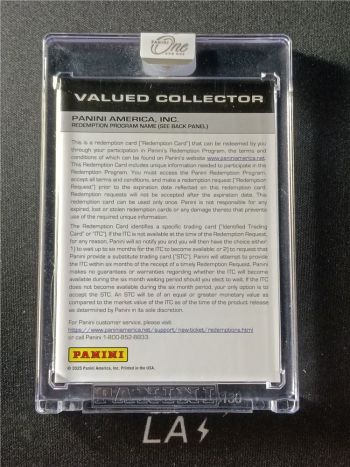 PANINI
One
VALUED COLLECTOR
PANINI AMERICA, INC.
REDEMPTION PROGRAM NAME (SEE BACK PANEL)
This is a redemption card ("Redemption Card") that can be redeemed by you
through your participation in Panini's Redemption Program, the terms and
conditions of which can be found on Panini's website www.paniniamerica.net.
This Redemption Card includes unique information needed to participate in the
Redemption Program. You must access the Panini Redemption Program,
accept all terms and conditions, and make a redemption request ("Redemption
Request") prior to the expiration date reflected on this redemption card.
Redemption requests will not be accepted after the expiration date. This
redemption card can be used only once. Panini is not responsible for any
expired, lost or stolen redemption cards or any damage thereto that prevents
use of the required unique information.
The Redemption Card identifies a specific trading card ("Identified Trading
Card" or "ITC"). If the ITC is not available at the time of the Redemption Request,
for any reason, Panini will so notify you and you will then have the choice either:
1) to wait up to six months for the ITC to become available; or 2) to request that
Panini provide a substitute trading card ("STC"). Panini will attempt to provide
the ITC within six months of the receipt of a timely Redemption Request. Panini
makes no guarantees or warranties regarding whether the ITC will become
available during the six month waiting period should you elect to wait. If the ITC
does not become available during the six month period, your only option is to
accept the STC. An STC will be of an equal or greater monetary value as
compared to the market value of the ITC as of the time of the product release
as determined by Panini in its sole discretion.
For Panini customer service, please visit
https://www.paniniamerica.net/support/newticket/redemptions.html
or call Panini 1-800-852-8833
PANINI
© 2025 Panini America, Inc. Printed in the USA.
LA